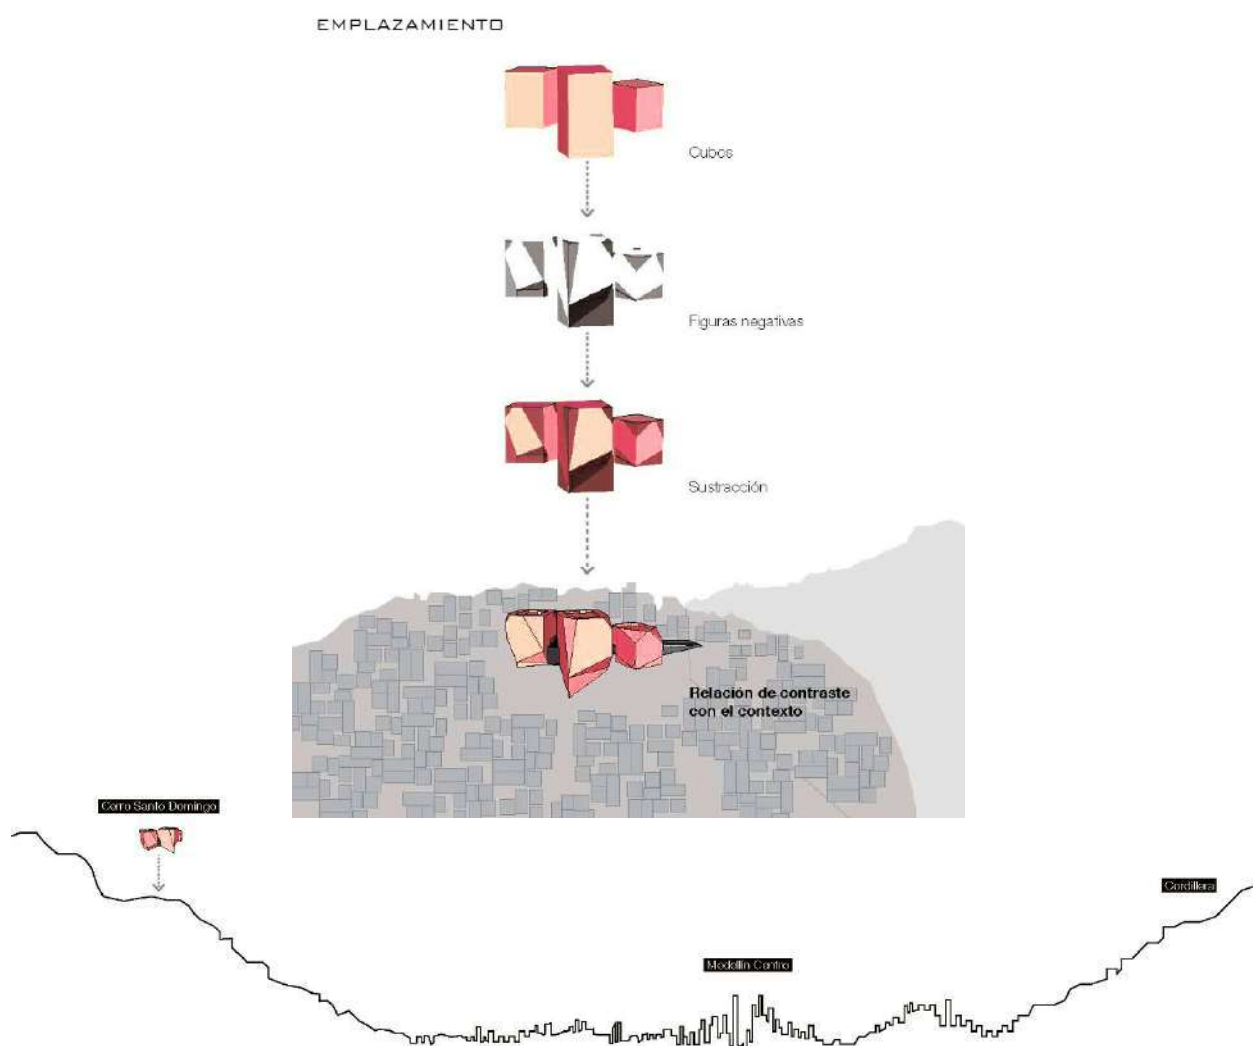 EMPLAZAMIENTO
Cubos
Figuras negativas
Sustracción
Relación de contraste
con el contexto
Cerro Santo Domingo
Cordillera
Medellín Centro